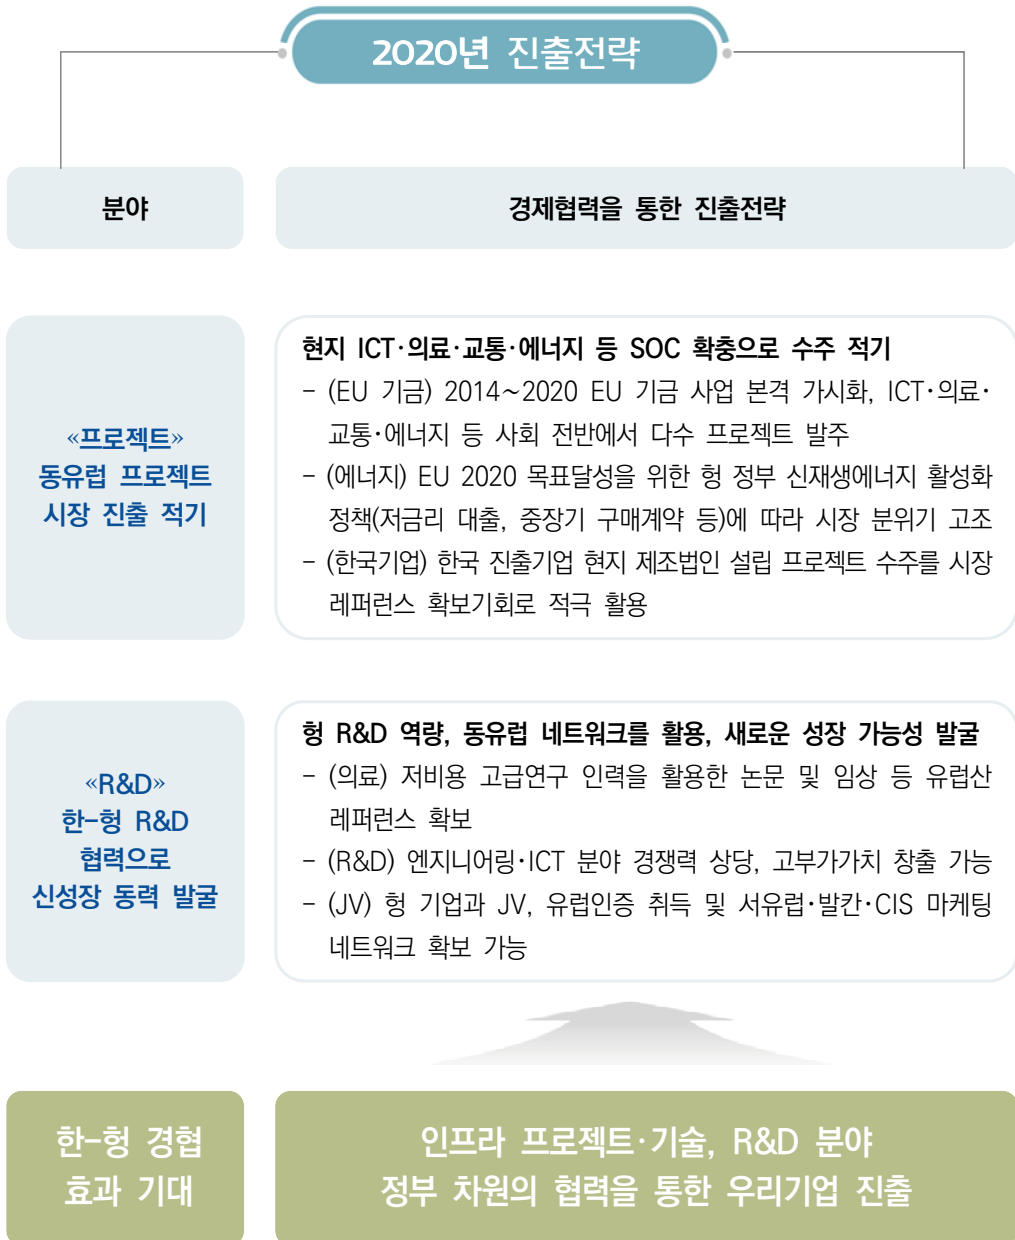 2020년 진출전략
분야
경제협력을 통한 진출전략
«프로젝트»
동유럽 프로젝트
시장 진출 적기
현지 ICT·의료·교통·에너지 등 SOC 확충으로 수주 적기
- (EU 기금) 2014~2020 EU 기금 사업 본격 가시화, ICT·의료·
교통·에너지 등 사회 전반에서 다수 프로젝트 발주
- (에너지) EU 2020 목표달성을 위한 헝 정부 신재생에너지 활성화
정책(저금리 대출, 중장기 구매계약 등)에 따라 시장 분위기 고조
- (한국기업) 한국 진출기업 현지 제조법인 설립 프로젝트 수주를 시장
레퍼런스 확보기회로 적극 활용
«R&D»
한-헝 R&D
협력으로
신성장 동력 발굴
헝 R&D 역량, 동유럽 네트워크를 활용, 새로운 성장 가능성 발굴
- (의료) 저비용 고급연구 인력을 활용한 논문 및 임상 등 유럽산
레퍼런스 확보
- (R&D) 엔지니어링·ICT 분야 경쟁력 상당, 고부가가치 창출 가능
- (JV) 헝 기업과 JV, 유럽인증 취득 및 서유럽·발칸·CIS 마케팅
네트워크 확보 가능
한-헝 경협
효과 기대
인프라 프로젝트·기술, R&D 분야
정부 차원의 협력을 통한 우리기업 진출